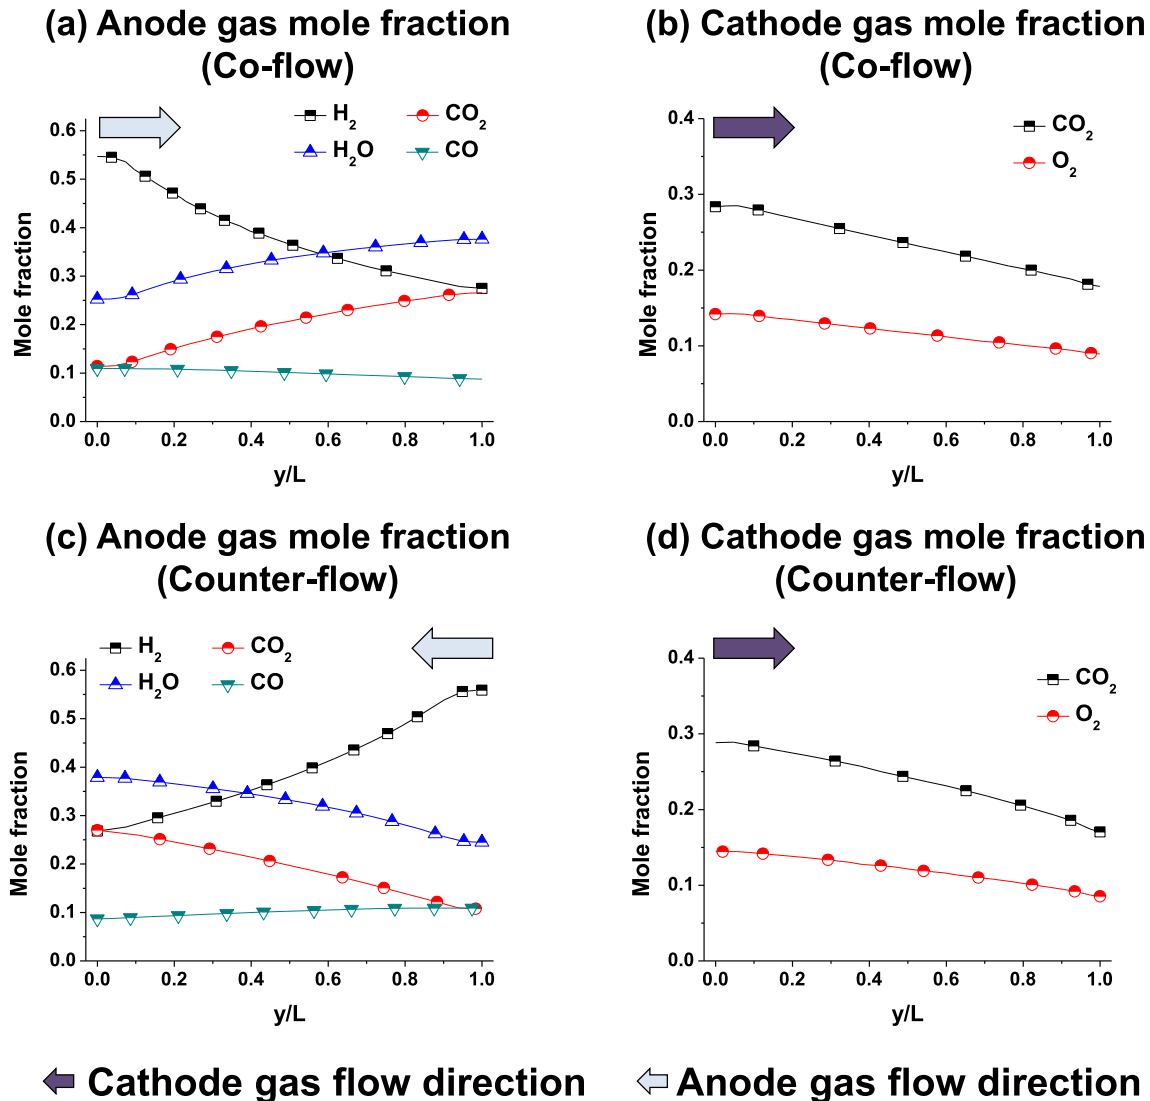 (a) Anode gas mole fraction
(Co-flow)
H₂
CO₂
H₂O
CO
0.6
0.5
0.4
0.3
0.2
0.1
0.0
Mole fraction
0.0 0.2 0.4 0.6 0.8 1.0
y/L
(b) Cathode gas mole fraction
(Co-flow)
CO₂
O₂
0.4
0.3
0.2
0.1
0.0
Mole fraction
0.0 0.2 0.4 0.6 0.8 1.0
y/L
(c) Anode gas mole fraction
(Counter-flow)
H₂
CO₂
H₂O
CO
0.6
0.5
0.4
0.3
0.2
0.1
0.0
Mole fraction
0.0 0.2 0.4 0.6 0.8 1.0
y/L
(d) Cathode gas mole fraction
(Counter-flow)
CO₂
O₂
0.4
0.3
0.2
0.1
0.0
Mole fraction
0.0 0.2 0.4 0.6 0.8 1.0
y/L
Cathode gas flow direction
Anode gas flow direction